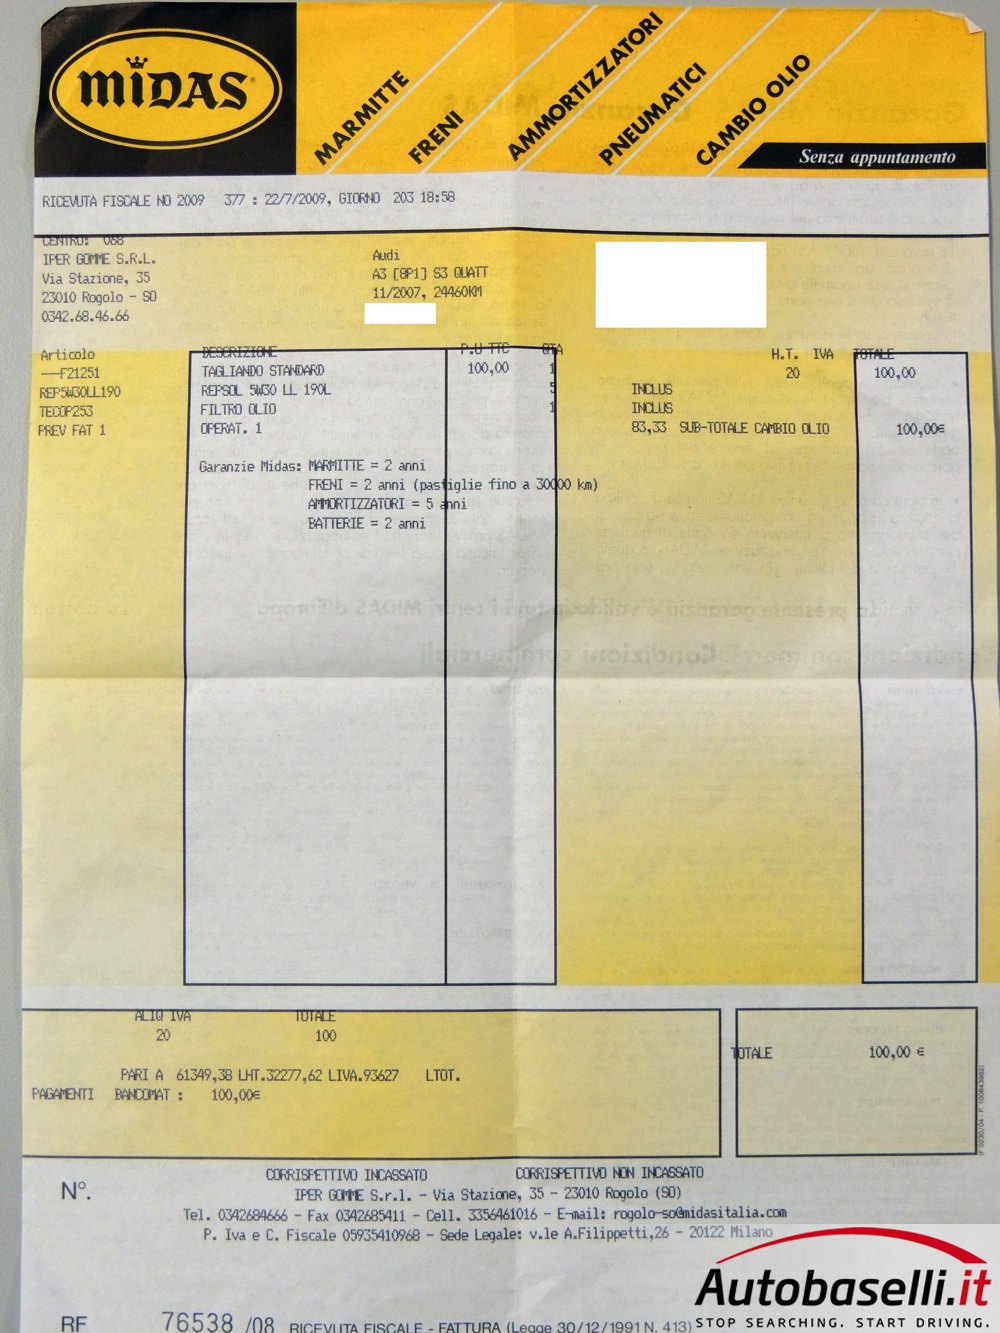 MIDAS
MARMITTE
FRENI
AMMORTIZZATORI
PNEUMATICI
CAMBIO OLIO
Senza appuntamento
RICEVUTA FISCALE NO 2009 377 : 22/7/2009, GIORNO 203 18:58
CENTRO: 068
IPER GOMME S.R.L.
Via Stazione, 35
23010 Rogolo - SO
0342.68.46.66
Audi
A3 [8P1] S3 QUATT
11/2007, 24460KM
Articolo DESCRIZIONE P.U TTC QTA H.T. IVA TOTALE
---F21251 TAGLIANDO STANDARD 100,00 1 20 100,00
REP5W30LL190 REPSOL 5W30 LL 190L 5 INCLUS
TECOP253 FILTRO OLIO 1 INCLUS
PREV FAT 1 OPERAT. 1 83,33 SUB-TOTALE CAMBIO OLIO 100,00€
Garanzie Midas: MARMITTE = 2 anni
FRENI = 2 anni (pastiglie fino a 30000 km)
AMMORTIZZATORI = 5 anni
BATTERIE = 2 anni
ALIQ IVA TOTALE
20 100
TOTALE 100,00 €
PARI A 61349,38 LHT.32277,62 LIVA.93627 LTOT.
PAGAMENTI BANCOMAT : 100,00€
CORRISPETTIVO INCASSATO CORRISPETTIVO NON INCASSATO
N°.
IPER GOMME S.r.l. - Via Stazione, 35 - 23010 Rogolo (SO)
Tel. 0342684666 - Fax 0342685411 - Cell. 3356461016 - E-mail: rogolo-so@midasitalia.com
P. Iva e C. Fiscale 05935410968 - Sede Legale: v.le A.Filippetti,26 - 20122 Milano
RF 76538 /08 RICEVUTA FISCALE - FATTURA (Legge 30/12/1991 N. 413)
Autobaselli.it
STOP SEARCHING. START DRIVING.